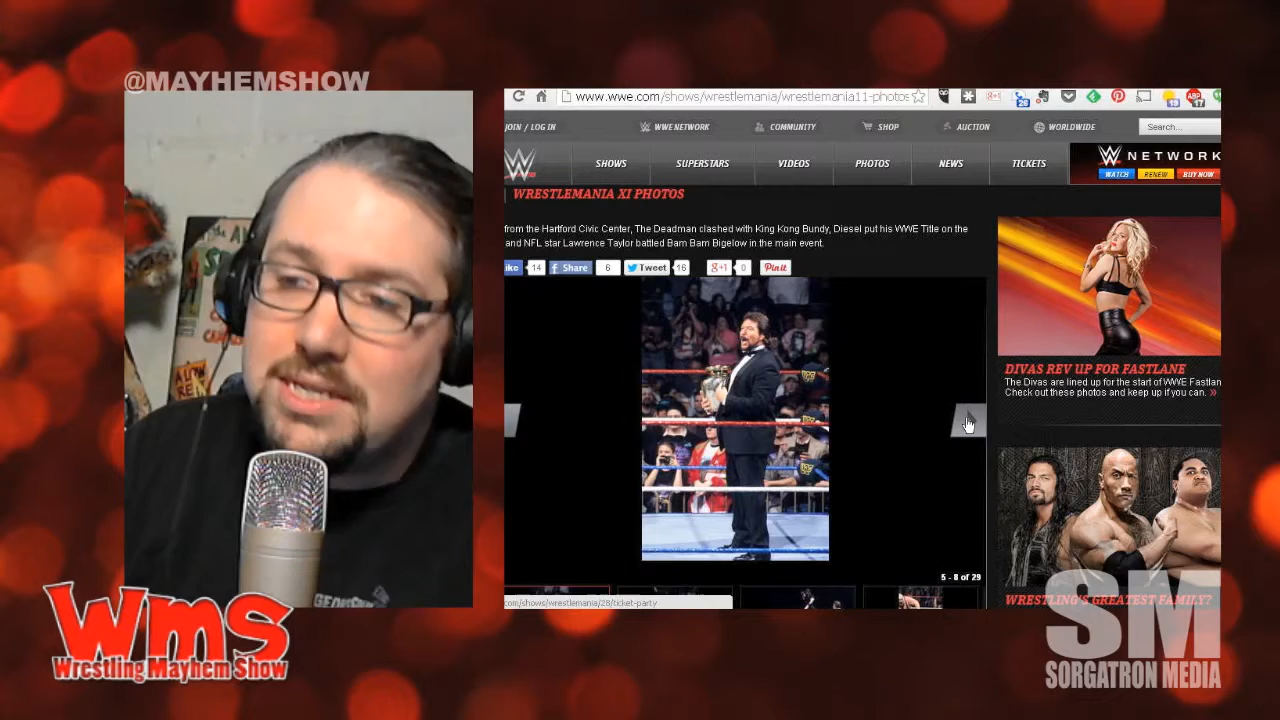 @MAYHEMSHOW
www.wwe.com/shows/wrestlemania/wrestlemania11-photos
JOIN / LOG IN
WWE NETWORK
COMMUNITY
SHOP
AUCTION
WORLDWIDE
Search...
SHOWS
SUPERSTARS
VIDEOS
PHOTOS
NEWS
TICKETS
NETWORK
WATCH
RENEW
BUY NOW
WRESTLEMANIA XI PHOTOS
from the Hartford Civic Center, The Deadman clashed with King Kong Bundy, Diesel put his WWE Title on the
and NFL star Lawrence Taylor battled Bam Bam Bigelow in the main event.
ike 14 Share 6 Tweet 16 g+1 0 Pin it
DIVAS REV UP FOR FASTLANE
The Divas are lined up for the start of WWE Fastlan
Check out these photos and keep up if you can. »
5 - 8 of 29
com/shows/wrestlemania/28/ticket-party
WRESTLING'S GREATEST FAMILY?
wms
Wrestling Mayhem Show
SM
SORGATRON MEDIA